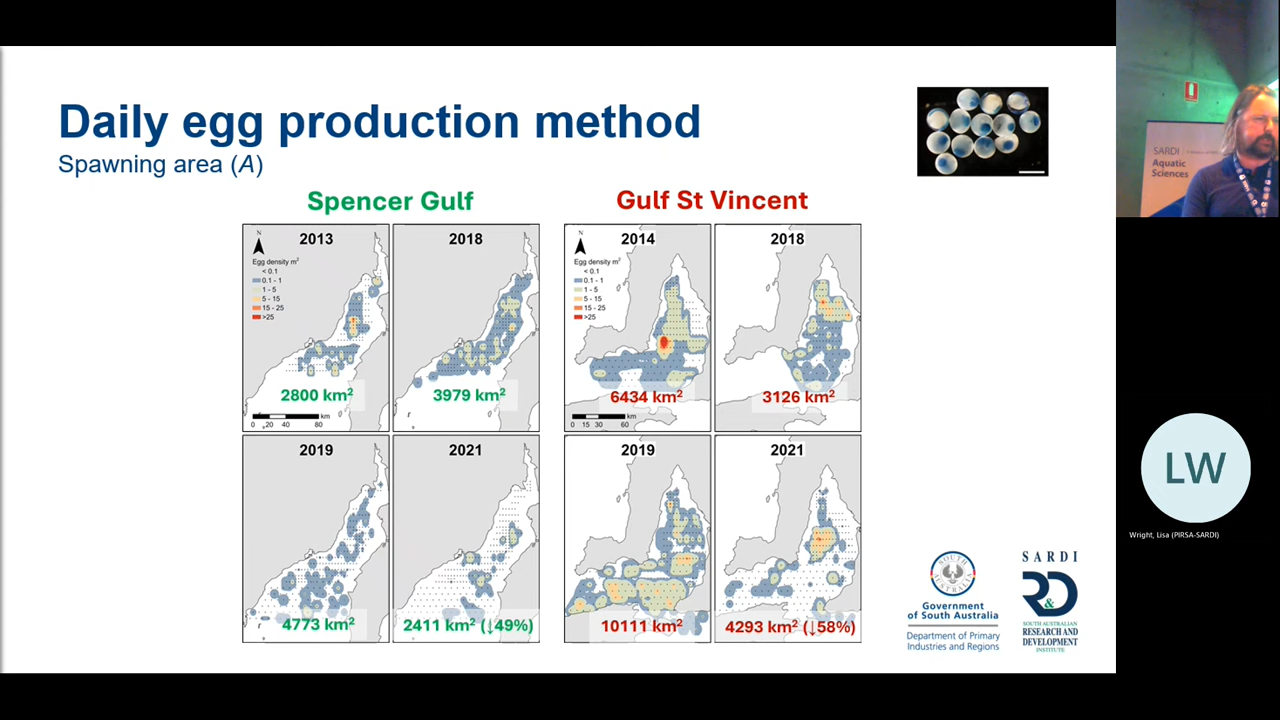 Daily egg production method
Spawning area (A)
Spencer Gulf
Gulf St Vincent
N
2013
Egg density m²
< 0.1
0.1 - 1
1 - 5
5 - 15
15 - 25
>25
2800 km²
km
0 20 40 80
2018
3979 km²
N
2014
Egg density m²
< 0.1
0.1 - 1
1 - 5
5 - 15
15 - 25
>25
6434 km²
km
0 15 30 60
2018
3126 km²
2019
4773 km²
2021
2411 km² (↓49%)
2019
10111 km²
2021
4293 km² (↓58%)
SOUTH AUSTRALIA
Government
of South Australia
Department of Primary
Industries and Regions
SARDI
R&D
SOUTH AUSTRALIAN
RESEARCH AND
DEVELOPMENT
INSTITUTE
SARDI
Aquatic
Sciences
LW
Wright, Lisa (PIRSA-SARDI)